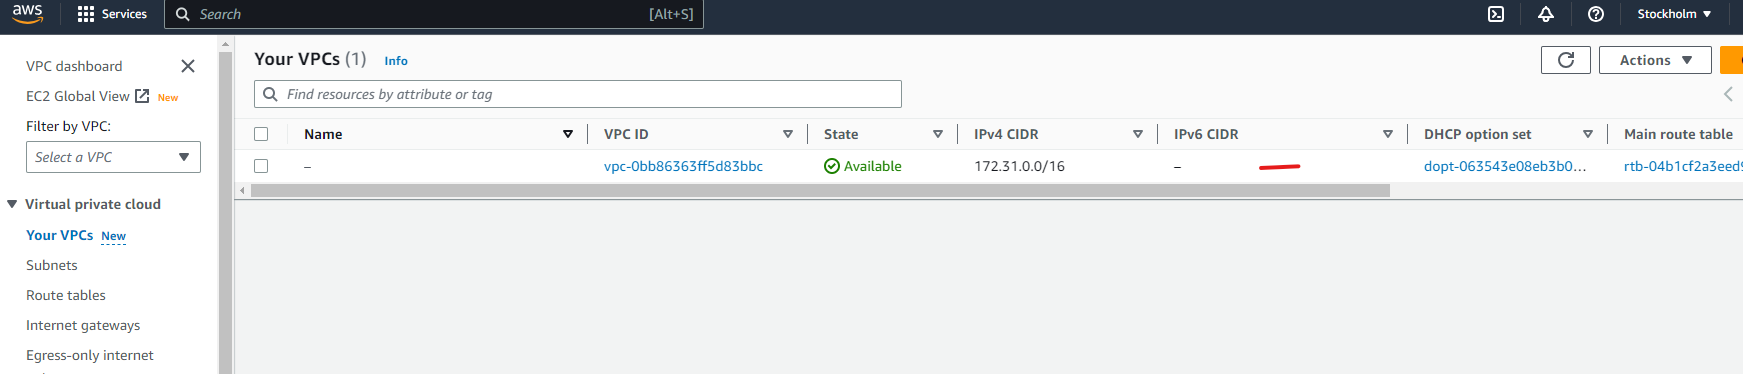 aws Services Search [Alt+S] Stockholm
VPC dashboard
EC2 Global View New
Filter by VPC:
Select a VPC
Virtual private cloud
Your VPCs New
Subnets
Route tables
Internet gateways
Egress-only internet
Your VPCs (1) Info
Actions
Find resources by attribute or tag
Name VPC ID State IPv4 CIDR IPv6 CIDR DHCP option set Main route table
– vpc-0bb86363ff5d83bbc Available 172.31.0.0/16 – dopt-063543e08eb3b0... rtb-04b1cf2a3eed9